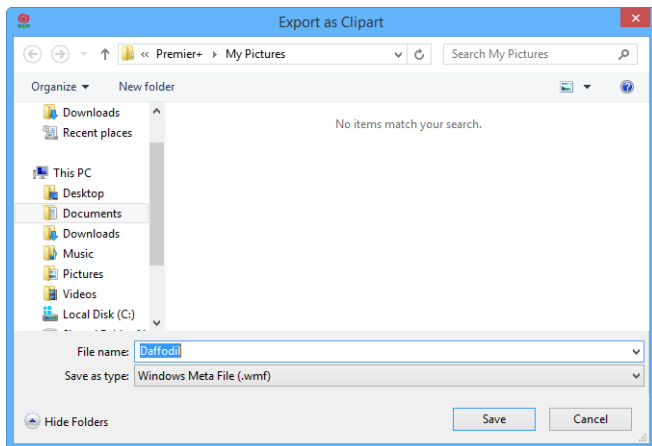 Export as Clipart
« Premier+ My Pictures
Search My Pictures
Organize
New folder
Downloads
Recent places
No items match your search.
This PC
Desktop
Documents
Downloads
Music
Pictures
Videos
Local Disk (C:)
File name: Daffodil
Save as type: Windows Meta File (.wmf)
Hide Folders
Save
Cancel